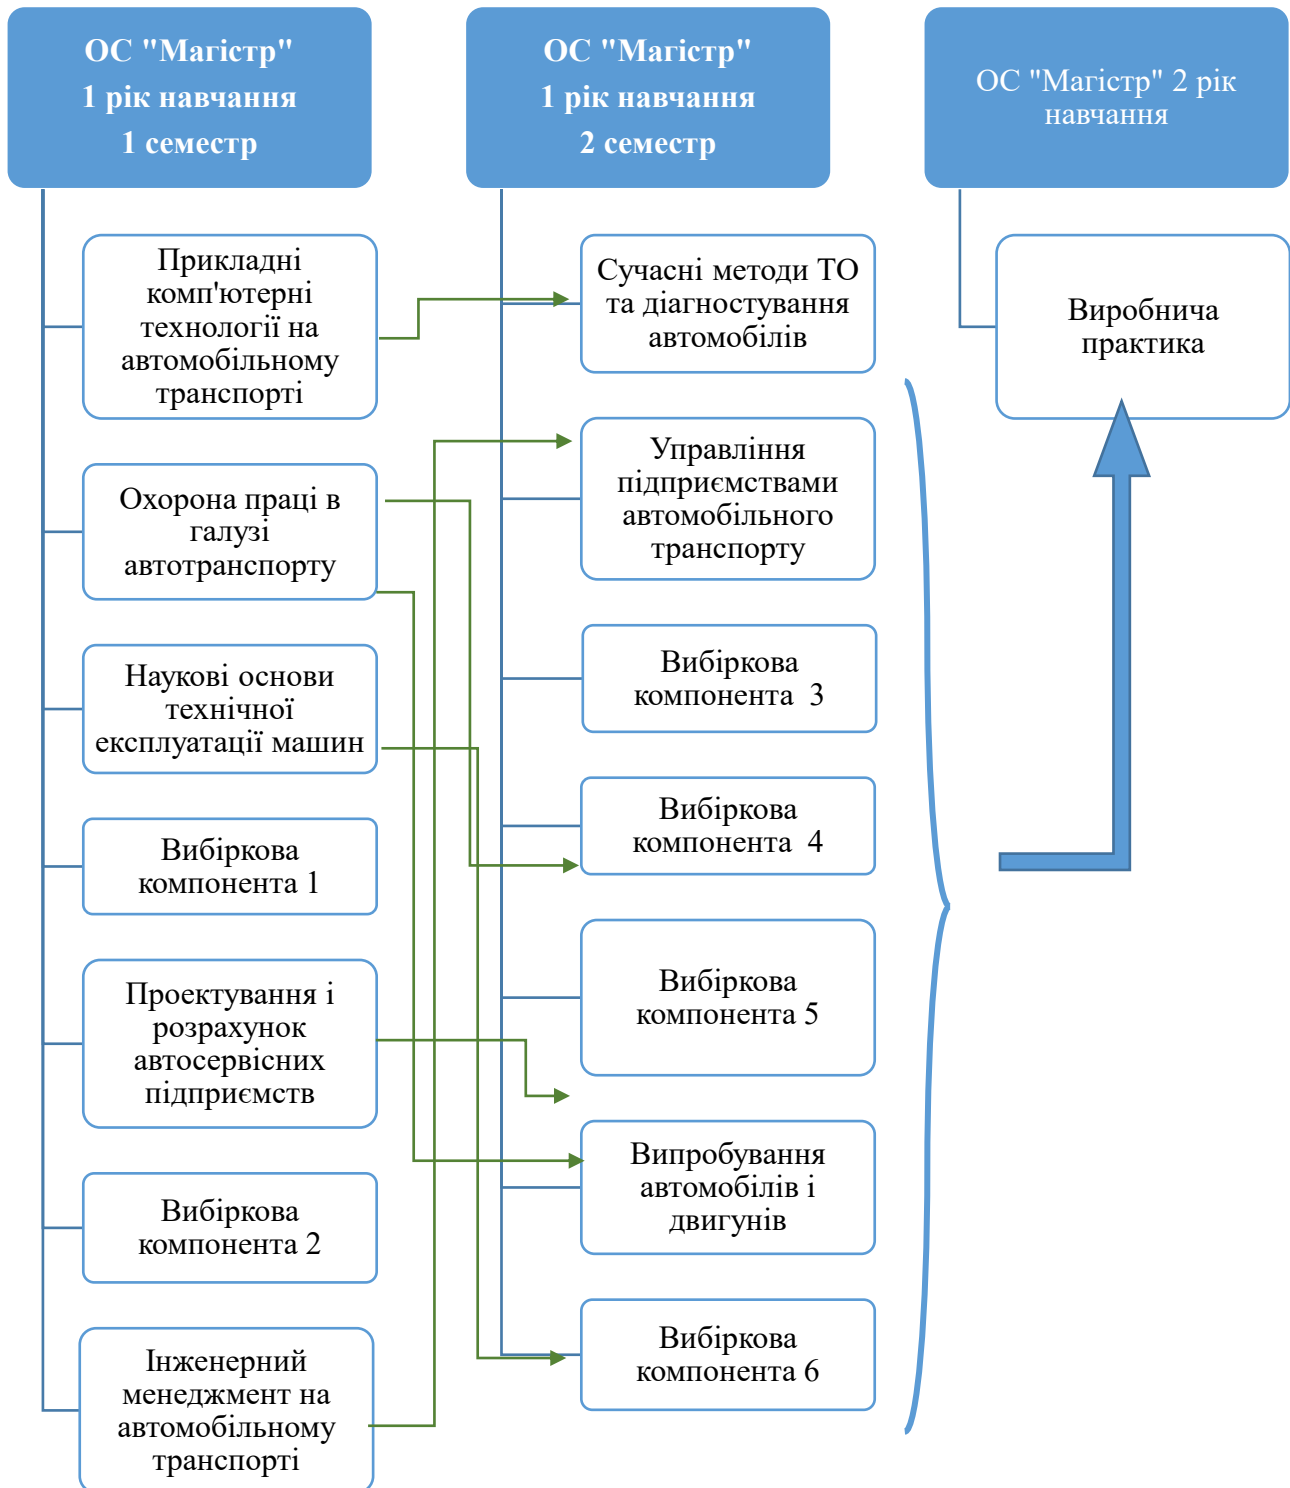 ОС "Магістр"
1 рік навчання
1 семестр
Прикладні
комп'ютерні
технології на
автомобільному
транспорті
Охорона праці в
галузі
автотранспорту
Наукові основи
технічної
експлуатації машин
Вибіркова
компонента 1
Проектування і
розрахунок
автосервісних
підприємств
Вибіркова
компонента 2
Інженерний
менеджмент на
автомобільному
транспорті
ОС "Магістр"
1 рік навчання
2 семестр
Сучасні методи ТО
та діагностування
автомобілів
Управління
підприємствами
автомобільного
транспорту
Вибіркова
компонента 3
Вибіркова
компонента 4
Вибіркова
компонента 5
Випробування
автомобілів і
двигунів
Вибіркова
компонента 6
ОС "Магістр" 2 рік
навчання
Виробнича
практика